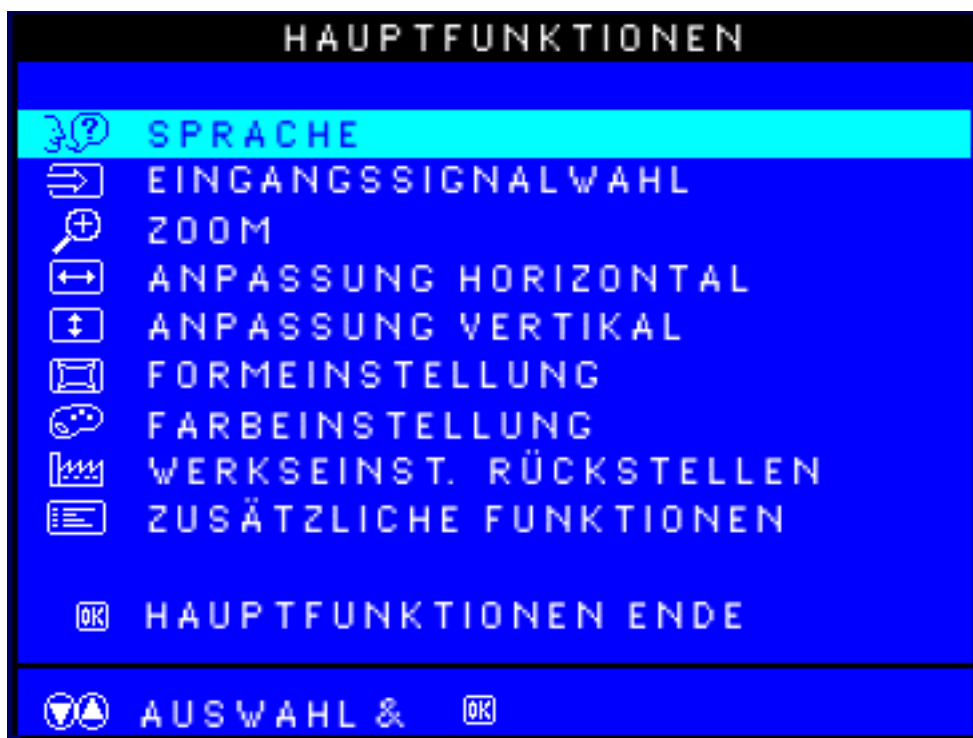 HAUPTFUNKTIONEN
SPRACHE
EINGANGSSIGNALWAHL
ZOOM
ANPASSUNG HORIZONTAL
ANPASSUNG VERTIKAL
FORMEINSTELLUNG
FARBEINSTELLUNG
WERKSEINST. RÜCKSTELLEN
ZUSÄTZLICHE FUNKTIONEN
OK HAUPTFUNKTIONEN ENDE
AUSWAHL & OK